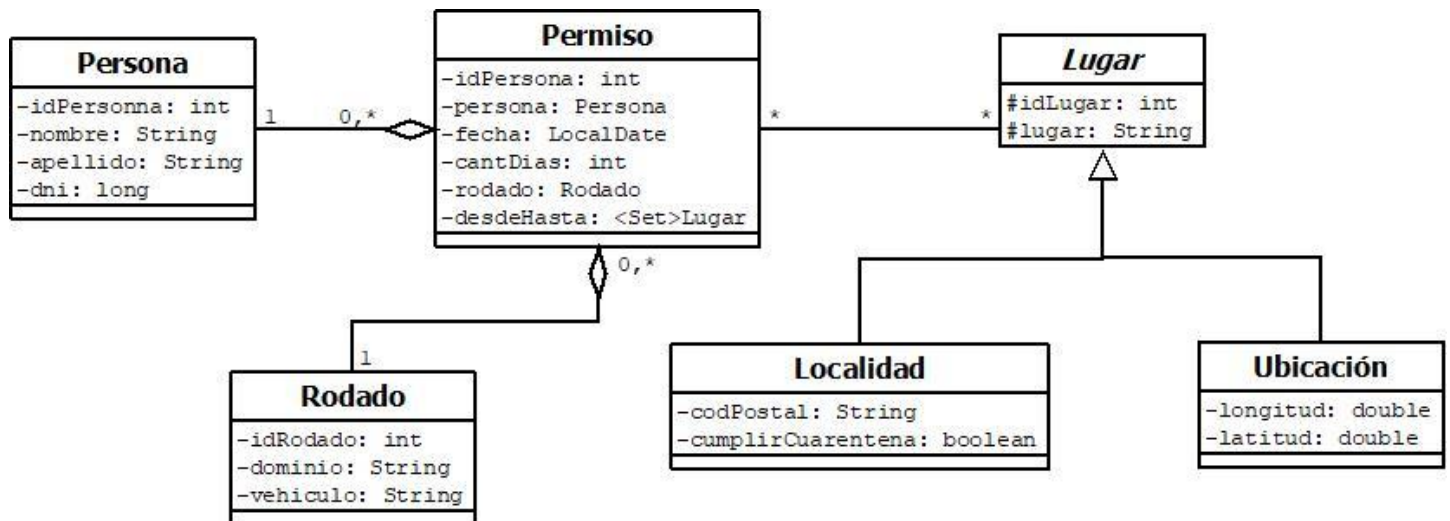 Persona
-idPersonna: int
-nombre: String
-apellido: String
-dni: long
1
0,*
Permiso
-idPersona: int
-persona: Persona
-fecha: LocalDate
-cantDias: int
-rodado: Rodado
-desdeHasta: <Set>Lugar
*
*
Lugar
#idLugar: int
#lugar: String
0,*
1
Rodado
-idRodado: int
-dominio: String
-vehiculo: String
Localidad
-codPostal: String
-cumplirCuarentena: boolean
Ubicación
-longitud: double
-latitud: double